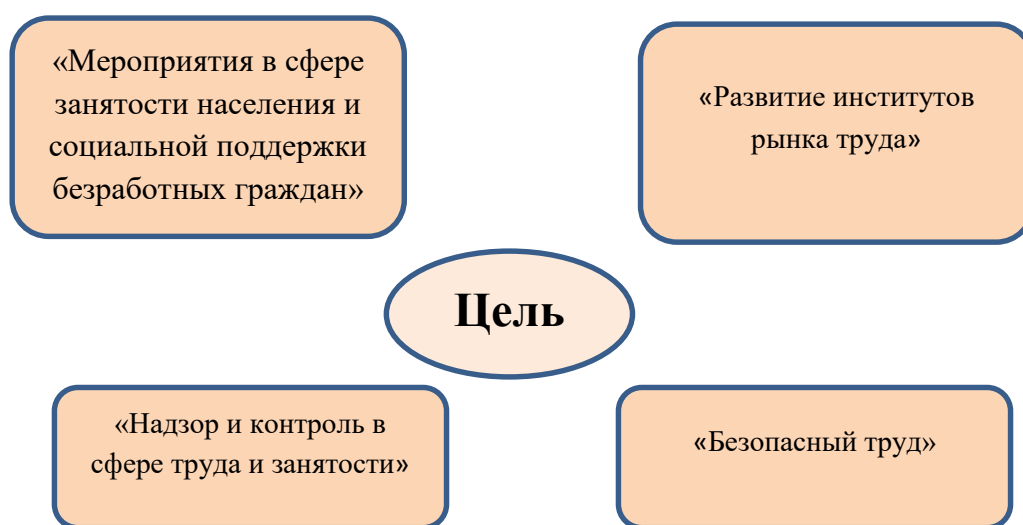 «Мероприятия в сфере
занятости населения и
социальной поддержки
безработных граждан»
«Развитие институтов
рынка труда»
Цель
«Надзор и контроль в
сфере труда и занятости»
«Безопасный труд»